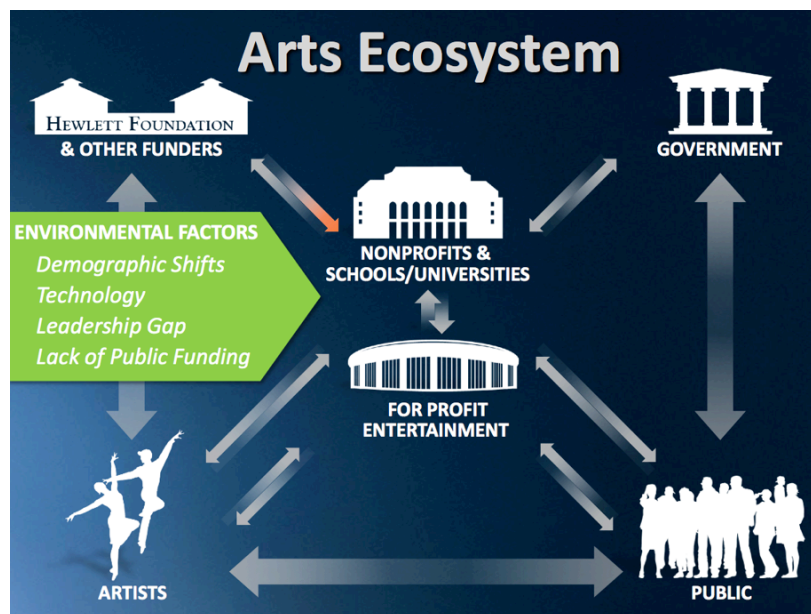 Arts Ecosystem
HEWLETT FOUNDATION
& OTHER FUNDERS
GOVERNMENT
ENVIRONMENTAL FACTORS
Demographic Shifts
Technology
Leadership Gap
Lack of Public Funding
NONPROFITS &
SCHOOLS/UNIVERSITIES
FOR PROFIT
ENTERTAINMENT
ARTISTS
PUBLIC